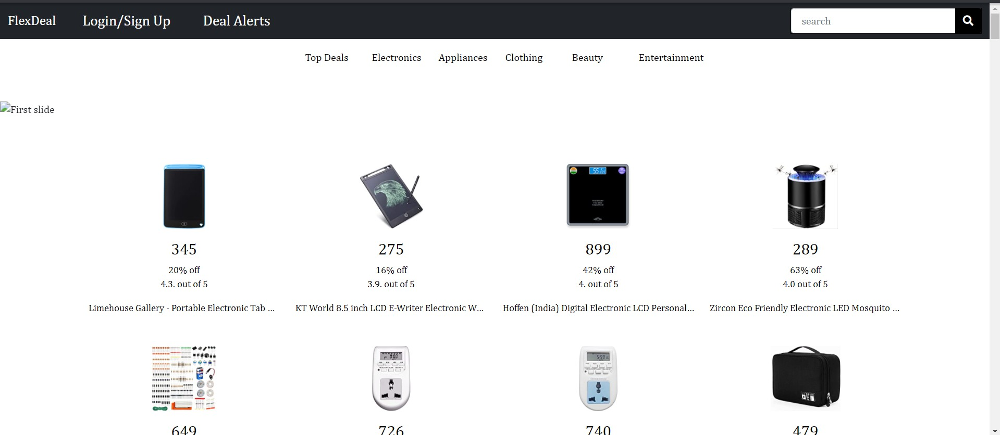 FlexDeal Login/Sign Up Deal Alerts search
Top Deals Electronics Appliances Clothing Beauty Entertainment
First slide
345 275 899 289
20% off 16% off 42% off 63% off
4.3. out of 5 3.9. out of 5 4. out of 5 4.0 out of 5
Limehouse Gallery - Portable Electronic Tab ... KT World 8.5 inch LCD E-Writer Electronic W... Hoffen (India) Digital Electronic LCD Personal... Zircon Eco Friendly Electronic LED Mosquito ...
649 726 740 479